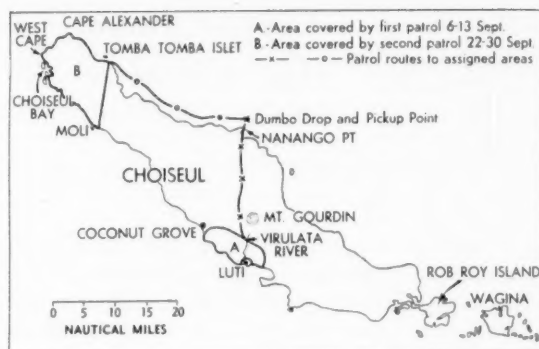 CAPE ALEXANDER
WEST CAPE
TOMBA TOMBA ISLET
A.-Area covered by first patrol 6-13 Sept.
B.-Area covered by second patrol 22-30 Sept.
Patrol routes to assigned areas
B
CHOISEUL BAY
Dumbo Drop and Pickup Point
MOLI
NANANGO PT
CHOISEUL
MT. GOURDIN
COCONUT GROVE
VIRULATA RIVER
A
LUTI
ROB ROY ISLAND
WAGINA
0 5 10 15 20
NAUTICAL MILES